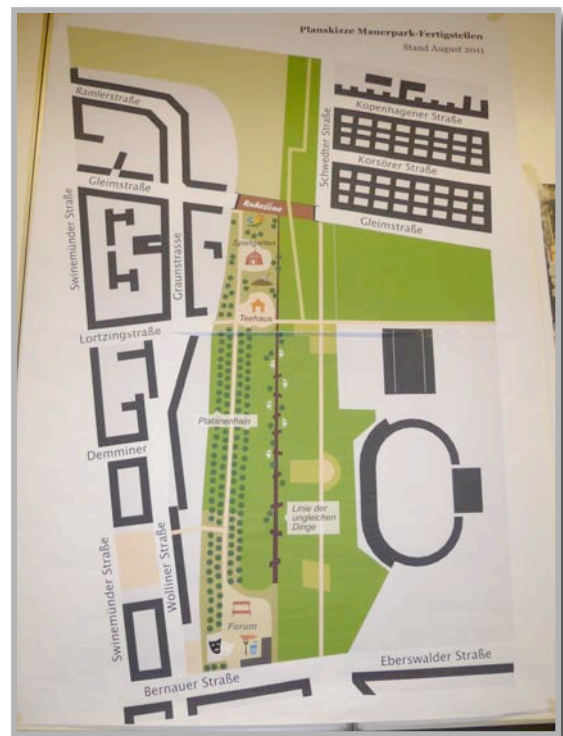 Planskizze Mauerpark-Fertigstellen
Stand August 2011
Ramlerstraße
Kopenhagener Straße
Schwedter Straße
Korsörer Straße
Gleimstraße
Gleimstraße
Swinemünder Straße
Graunstrasse
Teehaus
Lortzingstraße
Platanenhain
Demminer
Linie der
ungleichen
Dinge
Swinemünder Straße
Wolliner Straße
Forum
Eberswalder Straße
Bernauer Straße